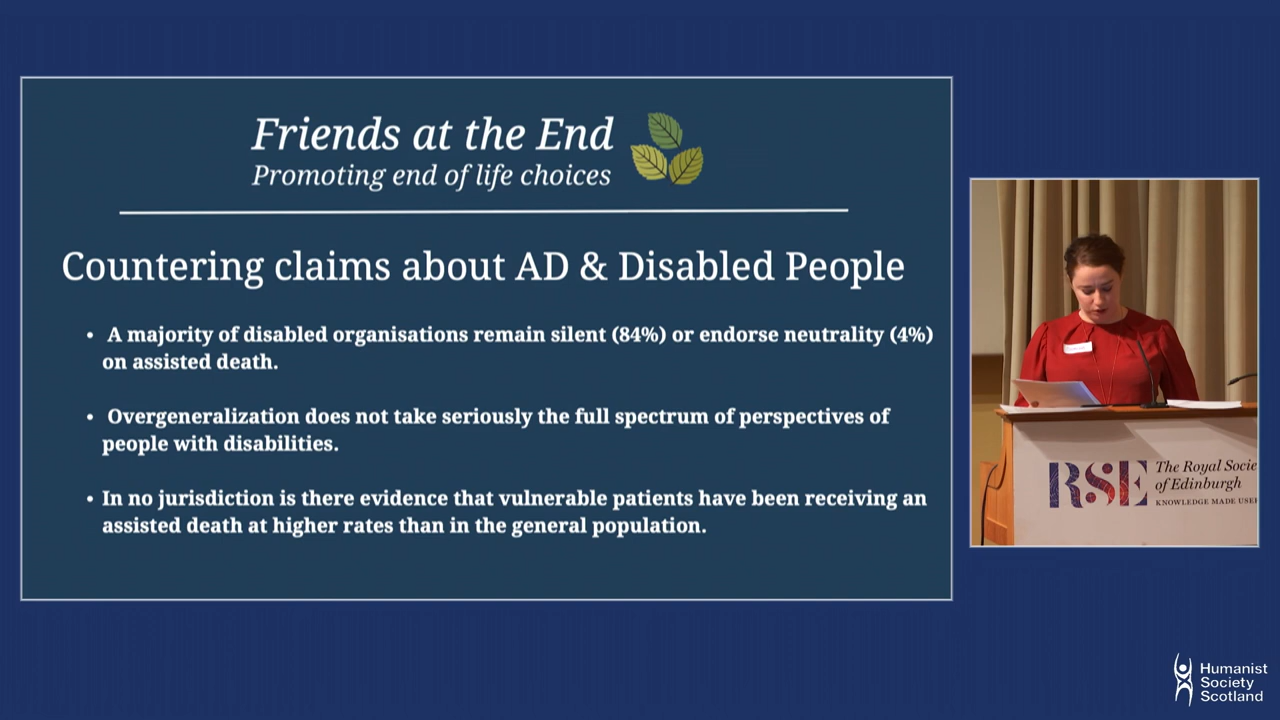 Friends at the End
Promoting end of life choices
Countering claims about AD & Disabled People
• A majority of disabled organisations remain silent (84%) or endorse neutrality (4%)
on assisted death.
• Overgeneralization does not take seriously the full spectrum of perspectives of
people with disabilities.
• In no jurisdiction is there evidence that vulnerable patients have been receiving an
assisted death at higher rates than in the general population.
RSE
The Royal Socie
of Edinburgh
KNOWLEDGE MADE USEF
Humanist
Society
Scotland